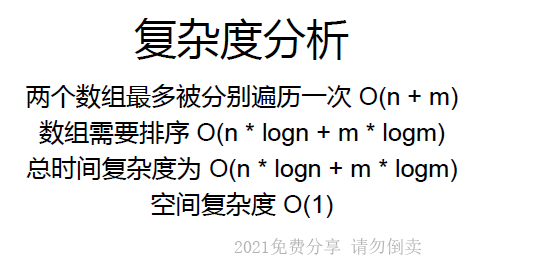 复杂度分析
两个数组最多被分别遍历一次 O(n + m)
数组需要排序 O(n * logn + m * logm)
总时间复杂度为 O(n * logn + m * logm)
空间复杂度 O(1)
2021免费分享 请勿倒卖